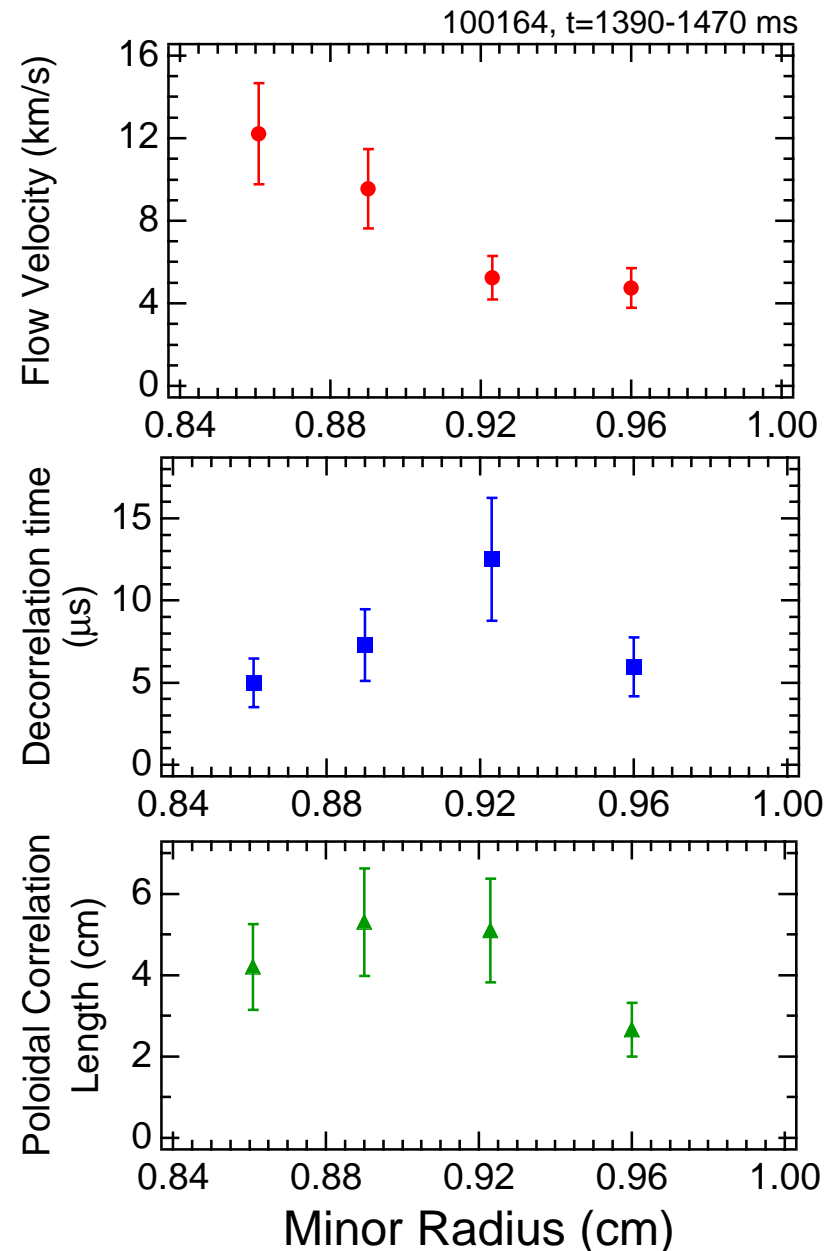 100164, t=1390-1470 ms
Flow Velocity (km/s)
16
12
8
4
0
0.84 0.88 0.92 0.96 1.00
Decorrelation time
(μs)
15
10
5
0
0.84 0.88 0.92 0.96 1.00
Poloidal Correlation
Length (cm)
6
4
2
0
0.84 0.88 0.92 0.96 1.00
Minor Radius (cm)